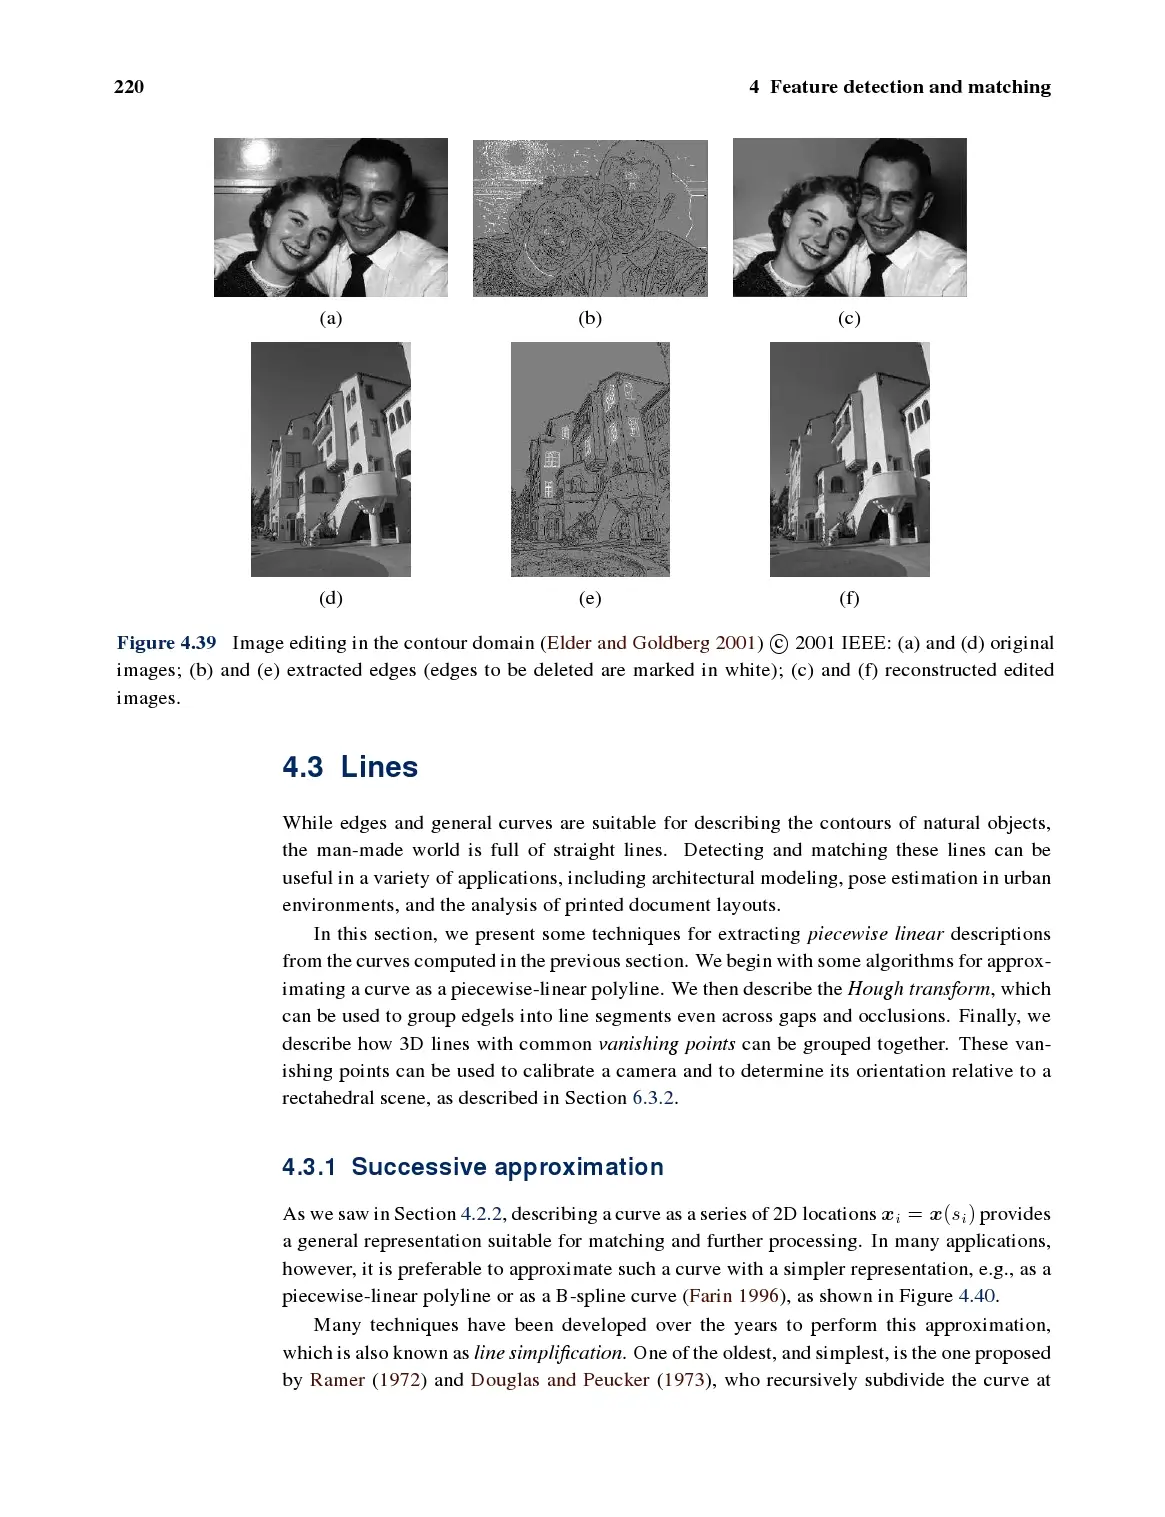 220
4 Feature detection and matching
(a)
(b)
(c)
(d)
(e)
(f)
Figure 4.39 Image editing in the contour domain (Elder and Goldberg 2001) © 2001 IEEE: (a) and (d) original
images; (b) and (e) extracted edges (edges to be deleted are marked in white); (c) and (f) reconstructed edited
images.
4.3 Lines
While edges and general curves are suitable for describing the contours of natural objects,
the man-made world is full of straight lines. Detecting and matching these lines can be
useful in a variety of applications, including architectural modeling, pose estimation in urban
environments, and the analysis of printed document layouts.
In this section, we present some techniques for extracting piecewise linear descriptions
from the curves computed in the previous section. We begin with some algorithms for approx-
imating a curve as a piecewise-linear polyline. We then describe the Hough transform, which
can be used to group edgels into line segments even across gaps and occlusions. Finally, we
describe how 3D lines with common vanishing points can be grouped together. These van-
ishing points can be used to calibrate a camera and to determine its orientation relative to a
rectahedral scene, as described in Section 6.3.2.
4.3.1 Successive approximation
As we saw in Section 4.2.2, describing a curve as a series of 2D locations xᵢ = x(sᵢ) provides
a general representation suitable for matching and further processing. In many applications,
however, it is preferable to approximate such a curve with a simpler representation, e.g., as a
piecewise-linear polyline or as a B-spline curve (Farin 1996), as shown in Figure 4.40.
Many techniques have been developed over the years to perform this approximation,
which is also known as line simplification. One of the oldest, and simplest, is the one proposed
by Ramer (1972) and Douglas and Peucker (1973), who recursively subdivide the curve at